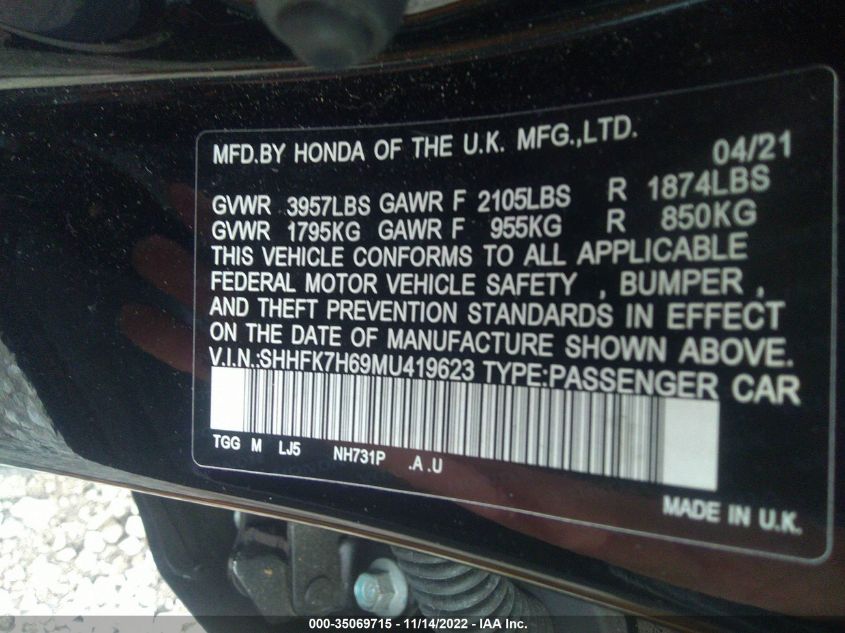 MFD.BY HONDA OF THE U.K. MFG.,LTD. 04/21
GVWR 3957LBS GAWR F 2105LBS R 1874LBS
GVWR 1795KG GAWR F 955KG R 850KG
THIS VEHICLE CONFORMS TO ALL APPLICABLE
FEDERAL MOTOR VEHICLE SAFETY , BUMPER ,
AND THEFT PREVENTION STANDARDS IN EFFECT
ON THE DATE OF MANUFACTURE SHOWN ABOVE.
V.I.N.:SHHFK7H69MU419623 TYPE:PASSENGER CAR
TGG M LJ5 NH731P .A .U
MADE IN U.K.
000-35069715 - 11/14/2022 - IAA Inc.